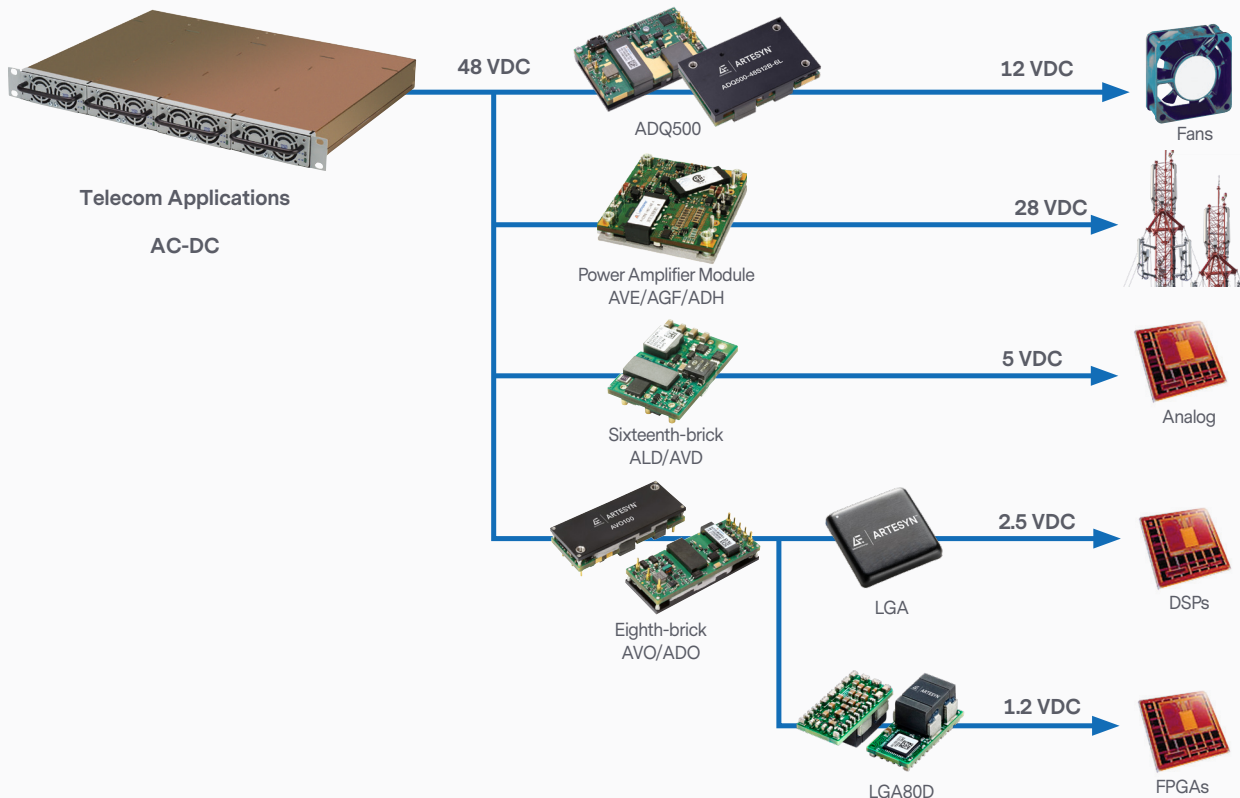 48 VDC
ARTESYN
ADQ500-48S12B-6L
ADQ500
12 VDC
Fans
Telecom Applications
AC-DC
28 VDC
Power Amplifier Module
AVE/AGF/ADH
5 VDC
Analog
Sixteenth-brick
ALD/AVD
ARTESYN
AVO100
ARTESYN
2.5 VDC
DSPs
LGA
Eighth-brick
AVO/ADO
ARTESYN
1.2 VDC
FPGAs
LGA80D